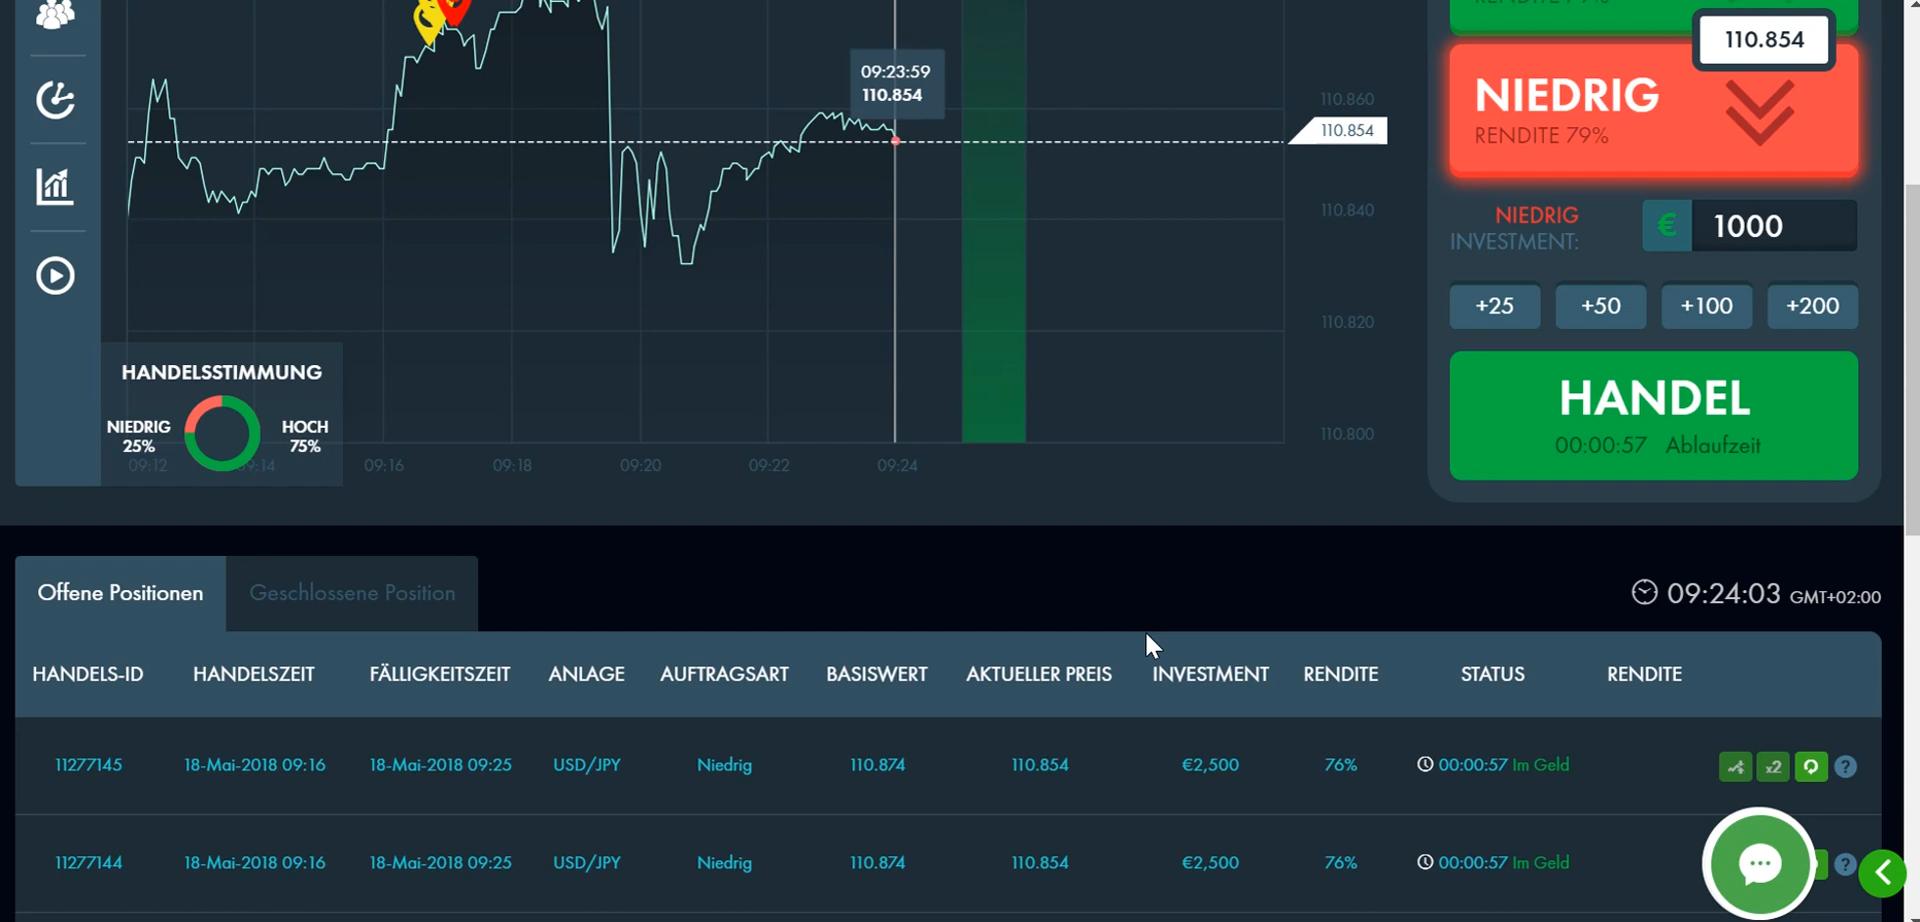 110.854
NIEDRIG
RENDITE 79%
09:23:59
110.854
110.860
110.854
110.840
110.820
110.800
NIEDRIG
INVESTMENT:
€
1000
+25
+50
+100
+200
HANDEL
00:00:57 Ablaufzeit
HANDELSSTIMMUNG
NIEDRIG
25%
HOCH
75%
09:12
09:14
09:16
09:18
09:20
09:22
09:24
Offene Positionen
Geschlossene Position
09:24:03 GMT+02:00
HANDELS-ID HANDELSZEIT FÄLLIGKEITSZEIT ANLAGE AUFTRAGSART BASISWERT AKTUELLER PREIS INVESTMENT RENDITE STATUS RENDITE
11277145 18-Mai-2018 09:16 18-Mai-2018 09:25 USD/JPY Niedrig 110.874 110.854 €2,500 76% 00:00:57 Im Geld x2 ?
11277144 18-Mai-2018 09:16 18-Mai-2018 09:25 USD/JPY Niedrig 110.874 110.854 €2,500 76% 00:00:57 Im Geld ?